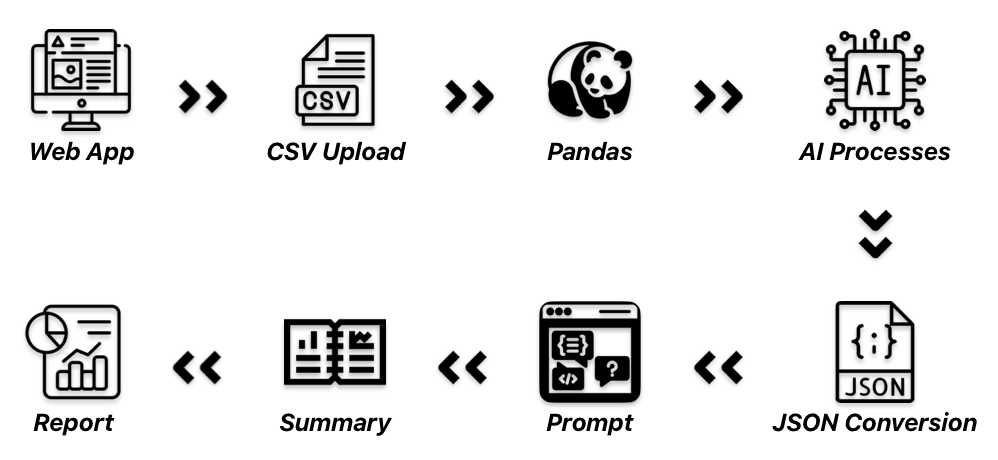 Web App
CSV
CSV Upload
Pandas
AI
AI Processes
{;}
JSON
JSON Conversion
</>
?
Prompt
Summary
Report